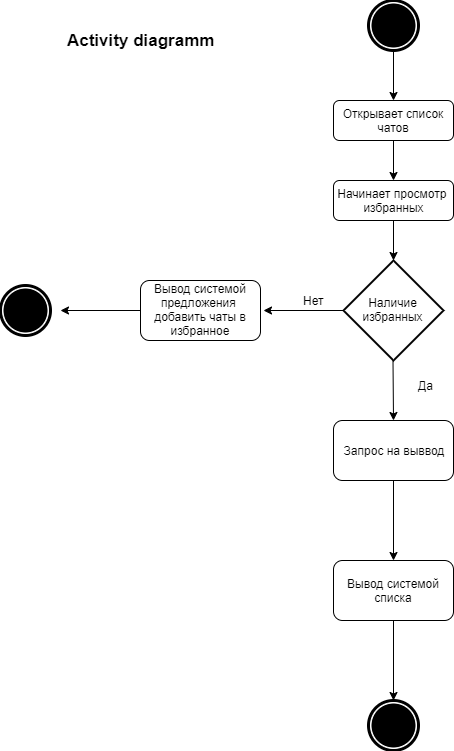 Activity diagramm
Открывает список
чатов
Начинает просмотр
избранных
Наличие
избранных
Нет
Вывод системой
предложения
добавить чаты в
избранное
Да
Запрос на выввод
Вывод системой
списка